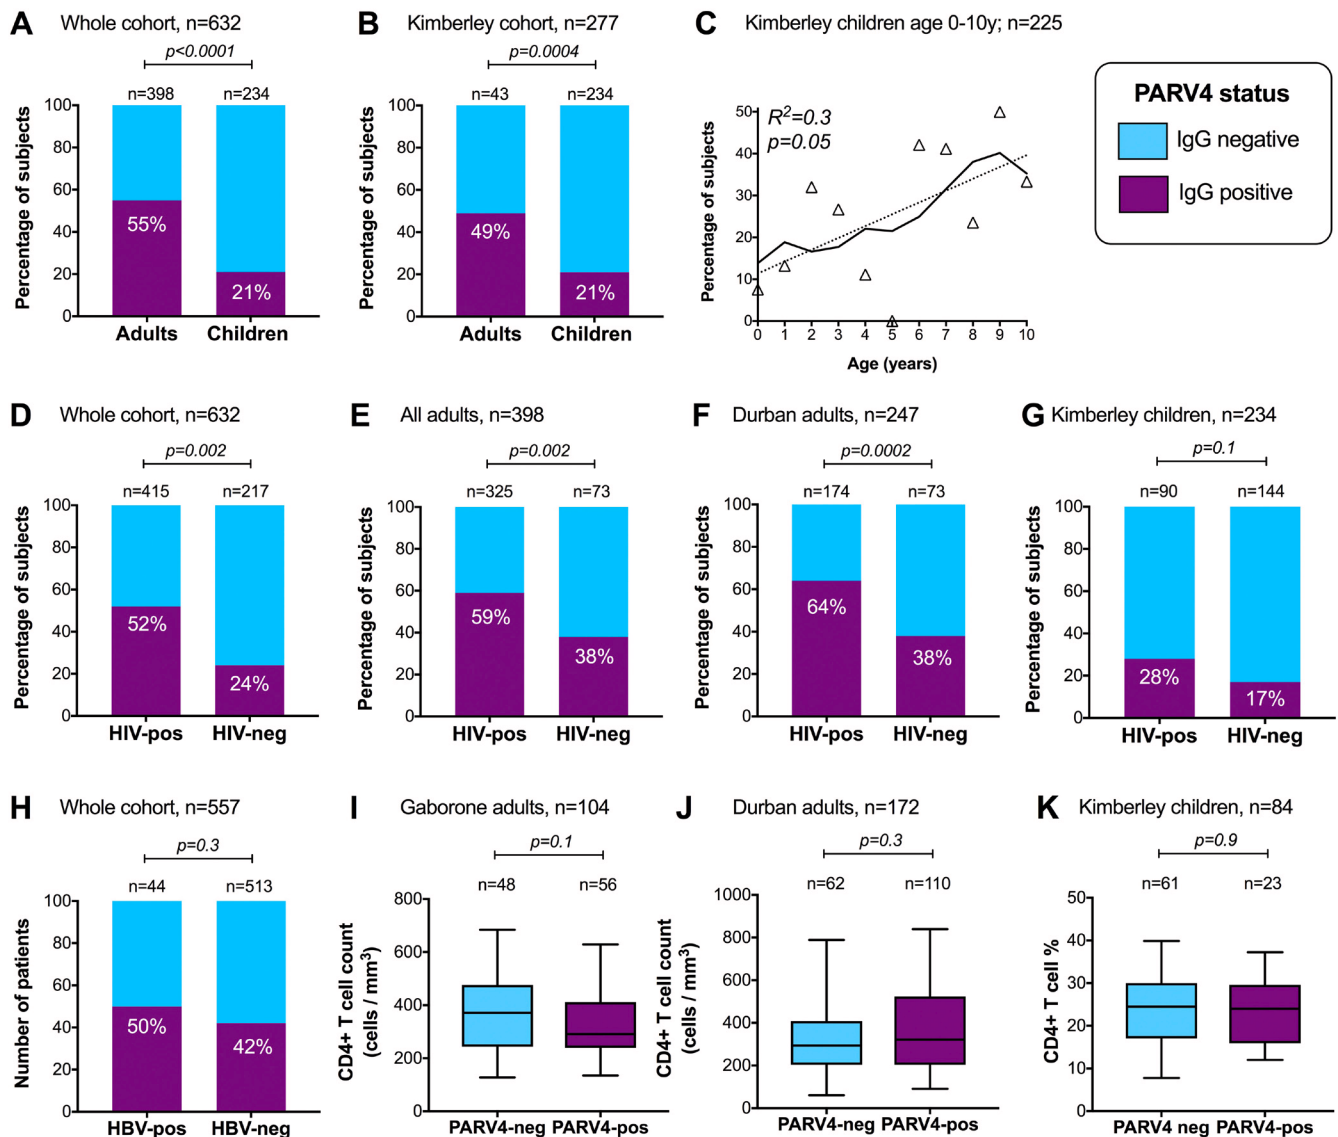 A Whole cohort, n=632
p<0.0001
n=398 n=234
Percentage of subjects
100
80
60
40
20
0
55%
21%
Adults Children
B Kimberley cohort, n=277
p=0.0004
n=43 n=234
Percentage of subjects
100
80
60
40
20
0
49%
21%
Adults Children
C Kimberley children age 0-10y; n=225
R²=0.3
p=0.05
Percentage of subjects
50
40
30
20
10
0
0 1 2 3 4 5 6 7 8 9 10
Age (years)
PARV4 status
IgG negative
IgG positive
D Whole cohort, n=632
p=0.002
n=415 n=217
Percentage of subjects
100
80
60
40
20
0
52%
24%
HIV-pos HIV-neg
E All adults, n=398
p=0.002
n=325 n=73
Percentage of subjects
100
80
60
40
20
0
59%
38%
HIV-pos HIV-neg
F Durban adults, n=247
p=0.0002
n=174 n=73
Percentage of subjects
100
80
60
40
20
0
64%
38%
HIV-pos HIV-neg
G Kimberley children, n=234
p=0.1
n=90 n=144
Percentage of subjects
100
80
60
40
20
0
28%
17%
HIV-pos HIV-neg
H Whole cohort, n=557
p=0.3
n=44 n=513
Number of patients
100
80
60
40
20
0
50%
42%
HBV-pos HBV-neg
I Gaborone adults, n=104
p=0.1
n=48 n=56
CD4+ T cell count
(cells / mm³)
800
600
400
200
0
PARV4-neg PARV4-pos
J Durban adults, n=172
p=0.3
n=62 n=110
CD4+ T cell count
(cells / mm³)
1000
800
600
400
200
0
PARV4-neg PARV4-pos
K Kimberley children, n=84
p=0.9
n=61 n=23
CD4+ T cell %
50
40
30
20
10
0
PARV4 neg PARV4-pos